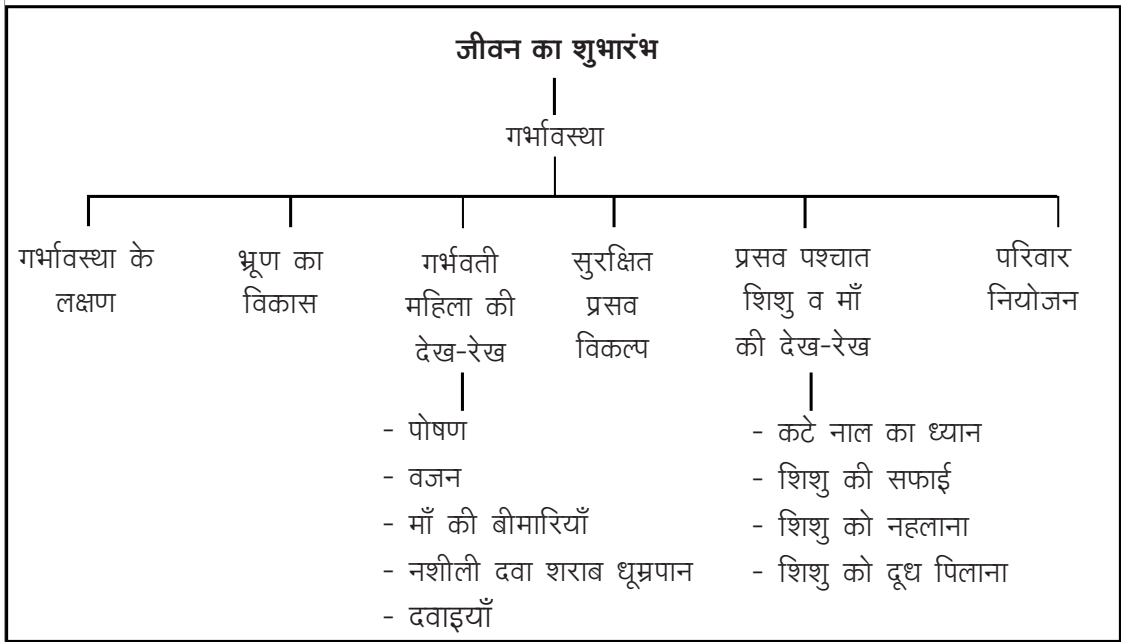 जीवन का शुभारंभ
गर्भावस्था
गर्भावस्था के
लक्षण
भ्रूण का
विकास
गर्भवती
महिला की
देख-रेख
सुरक्षित
प्रसव
विकल्प
प्रसव पश्चात
शिशु व माँ
की देख-रेख
परिवार
नियोजन
- पोषण
- वजन
- माँ की बीमारियाँ
- नशीली दवा शराब धूम्रपान
- दवाइयाँ
- कटे नाल का ध्यान
- शिशु की सफाई
- शिशु को नहलाना
- शिशु को दूध पिलाना